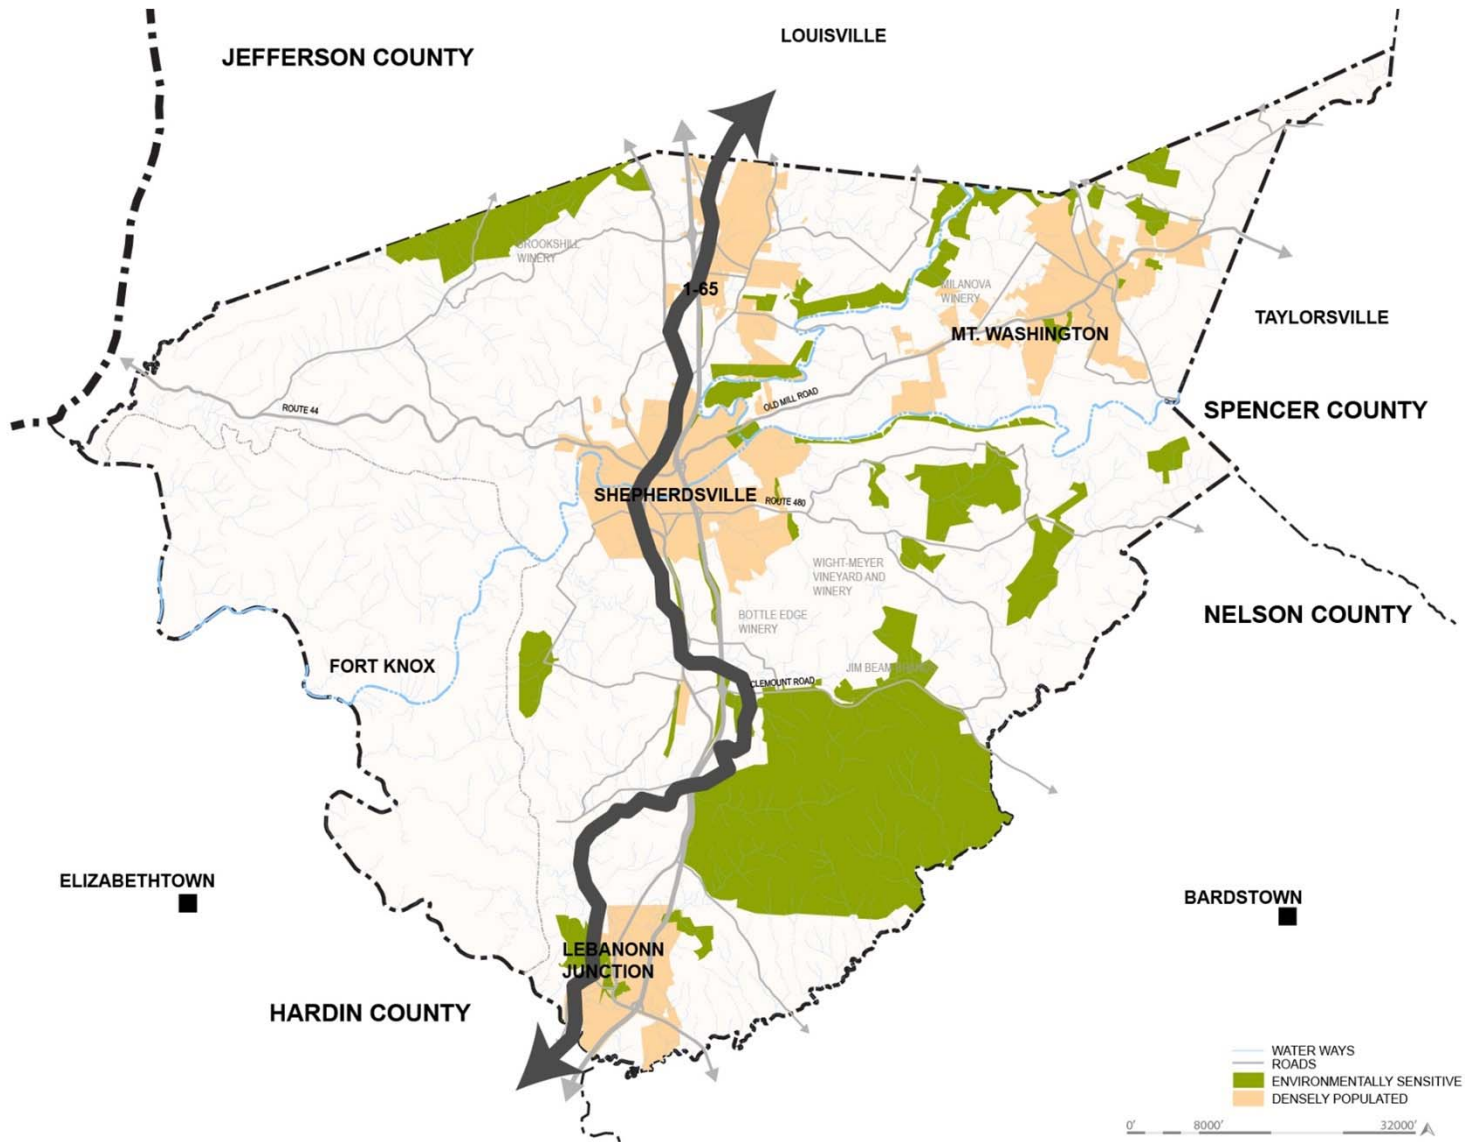 LOUISVILLE
JEFFERSON COUNTY
BROOKSHILL
WINERY
1-65
MILANOVA
WINERY
TAYLORSVILLE
MT. WASHINGTON
OLD MILL ROAD
ROUTE 44
SPENCER COUNTY
SHEPHERDSVILLE
ROUTE 480
WIGHT-MEYER
VINEYARD AND
WINERY
BOTTLE EDGE
WINERY
NELSON COUNTY
FORT KNOX
JIM BEAM
CLEMOUNT ROAD
ELIZABETHTOWN
BARDSTOWN
LEBANONN
JUNCTION
HARDIN COUNTY
WATER WAYS
ROADS
ENVIRONMENTALLY SENSITIVE
DENSELY POPULATED
0' 8000' 32000'